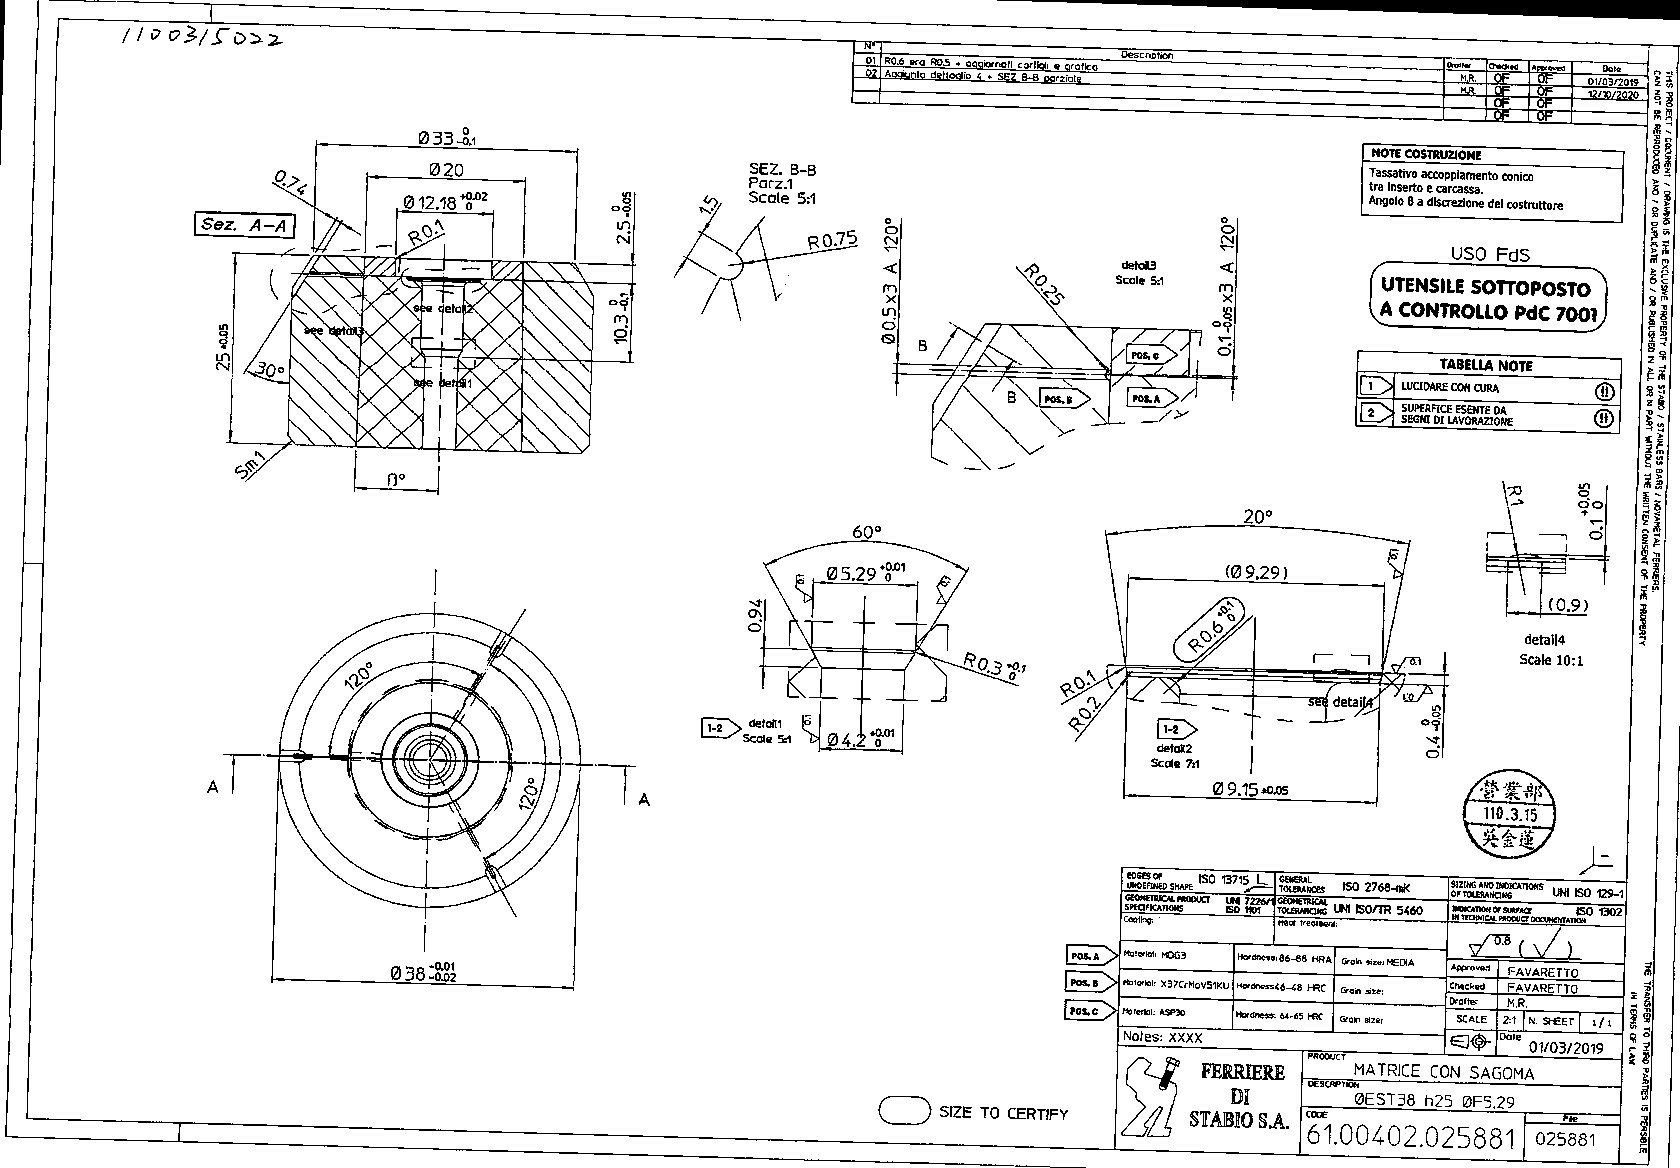 1100315022
N° Description Drafter Checked Approved Date
01 R0.6 era R0.5 + aggiornati cartigli e grafica M.R. OF OF 01/03/2019
02 Aggiunto dettaglio 4 + SEZ B-B parziale M.R. OF OF 12/10/2020
OF OF
OF OF
THIS PROJECT / DOCUMENT / DRAWING IS THE EXCLUSIVE PROPERTY OF THE STABIO / STAINLESS BARS / NOVAMETAL FERRIERES.
CAN NOT BE REPRODUCED AND / OR DUPLICATE AND / OR PUBLISHED IN ALL OR IN PART WITHOUT THE WRITTEN CONSENT OF THE PROPERTY
THE TRANSFER TO THIRD PARTIES IS PERSIBLE
IN TERMS OF LAW
Ø33 0 -0.1
Ø20
Ø12.18 +0.02 0
0.74
R0.1
Sez. A-A
2.5 0 -0.05
10.3 0 -0.1
25 ±0.05
30°
see detail3
see detail2
see detail1
Sm1
SEZ. B-B
Parz.1
Scale 5:1
1.5
R0.75
Ø0.5x3 A 120°
R0.25
detail3
Scale 5:1
0.1 0 -0.05 x3 A 120°
B
B
POS. C
POS. B
POS. A
NOTE COSTRUZIONE
Tassativo accoppiamento conico
tra inserto e carcassa.
Angolo B a discrezione del costruttore
USO FdS
UTENSILE SOTTOPOSTO
A CONTROLLO PdC 7001
TABELLA NOTE
1 LUCIDARE CON CURA
2 SUPERFICE ESENTE DA
SEGNI DI LAVORAZIONE
60°
Ø5.29 +0.01 0
0.94
R0.3 +0.1 0
1-2
detail1
Scale 5:1
Ø4.2 +0.01 0
20°
(Ø9.29)
R0.6 +0.1 0
R0.1
R0.2
0.1
0.1
see detail4
0.4 0 -0.05
1-2
detail2
Scale 7:1
Ø9.15 ±0.05
R1
0.1 +0.05 0
(0.9)
detail4
Scale 10:1
120°
120°
A
A
Ø38 -0.01 -0.02
營業部
110.3.15
吳金蓮
EDGES OF
UNDEFINED SHAPE ISO 13715 L
GENERAL
TOLERANCES ISO 2768-mK
SIZING AND INDICATIONS
OF TOLERANCING UNI ISO 129-1
GEOMETRICAL PRODUCT
SPECIFICATIONS UNI 7226/1
ISO 1101
GEOMETRICAL
TOLERANCING UNI ISO/TR 5460
INDICATION OF SURFACE
IN TECHNICAL PRODUCT DOCUMENTATION ISO 1302
Coating:
Heat treatment:
0.8
POS. A Material: MOG3 Hardness: 86-88 HRA Grain size: MEDIA
POS. B Material: X37CrMoV51KU Hardness: 46-48 HRC Grain size:
POS. C Material: ASP30 Hardness: 64-65 HRC Grain size:
Approved FAVARETTO
Checked FAVARETTO
Drafter M.R.
SCALE 2:1 N. SHEET 1/1
Date 01/03/2019
Notes: XXXX
FERRIERE
DI
STABIO S.A.
PRODUCT
MATRICE CON SAGOMA
DESCRIPTION
ØEST38 h25 ØF5.29
CODE
61.00402.025881
File
025881
SIZE TO CERTIFY